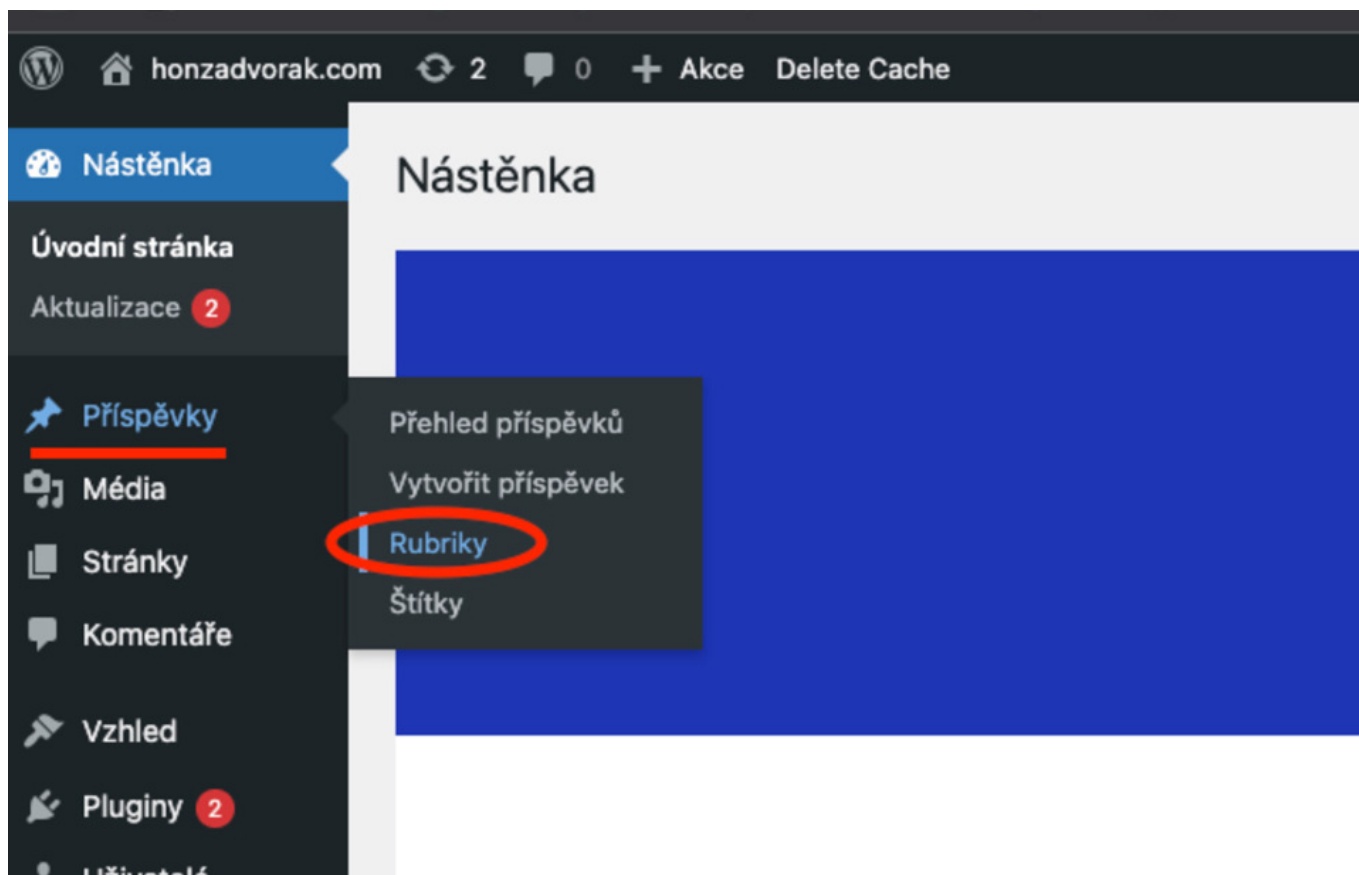 honzadvorak.com 2 0 + Akce Delete Cache
Nástěnka
Nástěnka
Úvodní stránka
Aktualizace 2
Příspěvky
Přehled příspěvků
Vytvořit příspěvek
Rubriky
Štítky
Média
Stránky
Komentáře
Vzhled
Pluginy 2